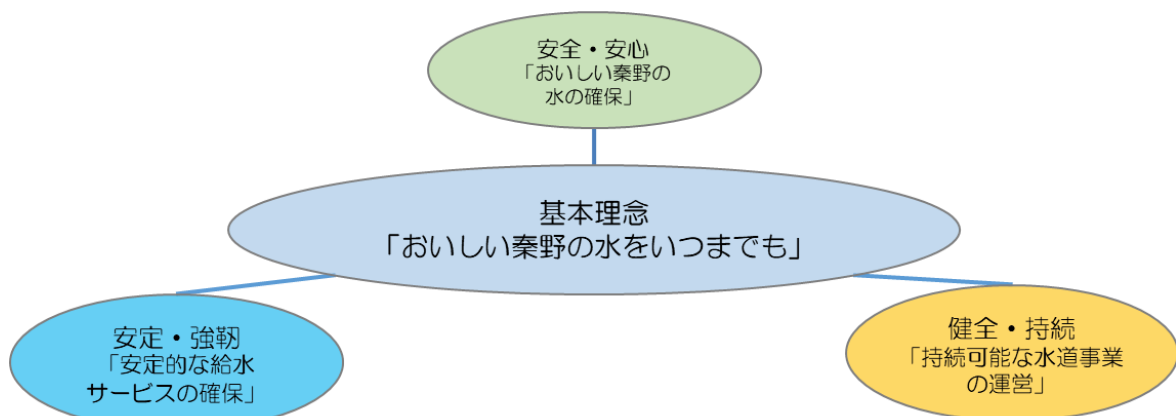 安全・安心
「おいしい秦野の
水の確保」
基本理念
「おいしい秦野の水をいつまでも」
安定・強靭
「安定的な給水
サービスの確保」
健全・持続
「持続可能な水道事業
の運営」